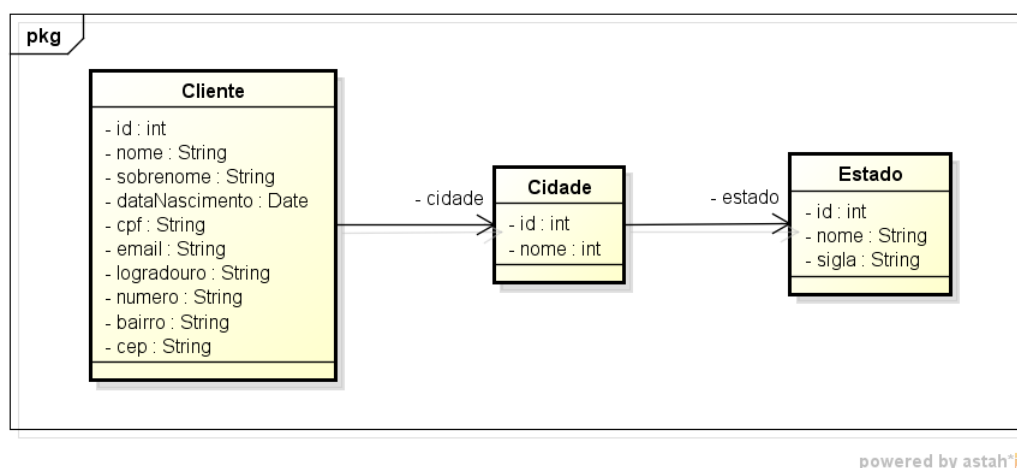 pkg
Cliente
- id : int
- nome : String
- sobrenome : String
- dataNascimento : Date
- cpf : String
- email : String
- logradouro : String
- numero : String
- bairro : String
- cep : String
- cidade
Cidade
- id : int
- nome : int
- estado
Estado
- id : int
- nome : String
- sigla : String
powered by astah*